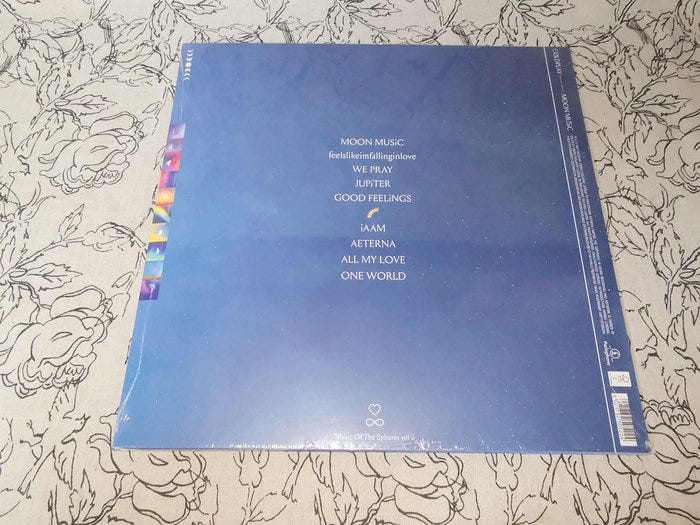 MOON MUSiC
feelslikeimfallinginlove
WE PRAY
JUPiTER
GOOD FEELiNGS
iAAM
AETERNA
ALL MY LOVE
ONE WORLD
Music Of The Spheres vol ii
COLDPLAY MOON MUSiC
Parlophone